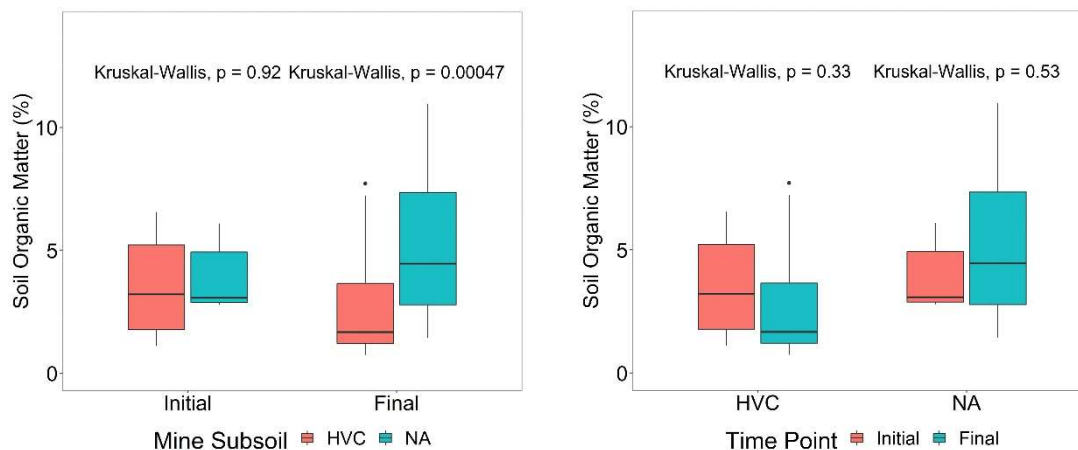 Kruskal-Wallis, p = 0.92 Kruskal-Wallis, p = 0.00047
Soil Organic Matter (%)
10
5
0
Initial Final
Mine Subsoil HVC NA
Kruskal-Wallis, p = 0.33 Kruskal-Wallis, p = 0.53
Soil Organic Matter (%)
10
5
0
HVC NA
Time Point Initial Final